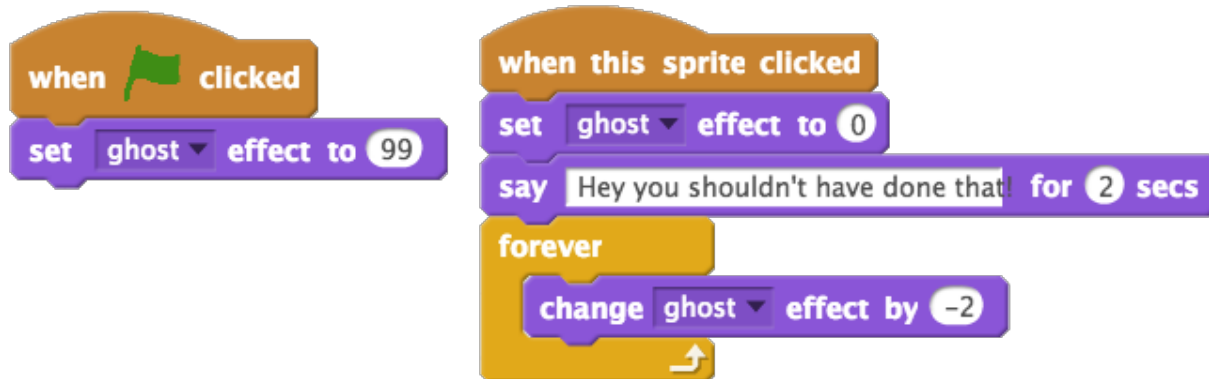 when clicked
set ghost effect to 99
when this sprite clicked
set ghost effect to 0
say Hey you shouldn't have done that! for 2 secs
forever
change ghost effect by -2